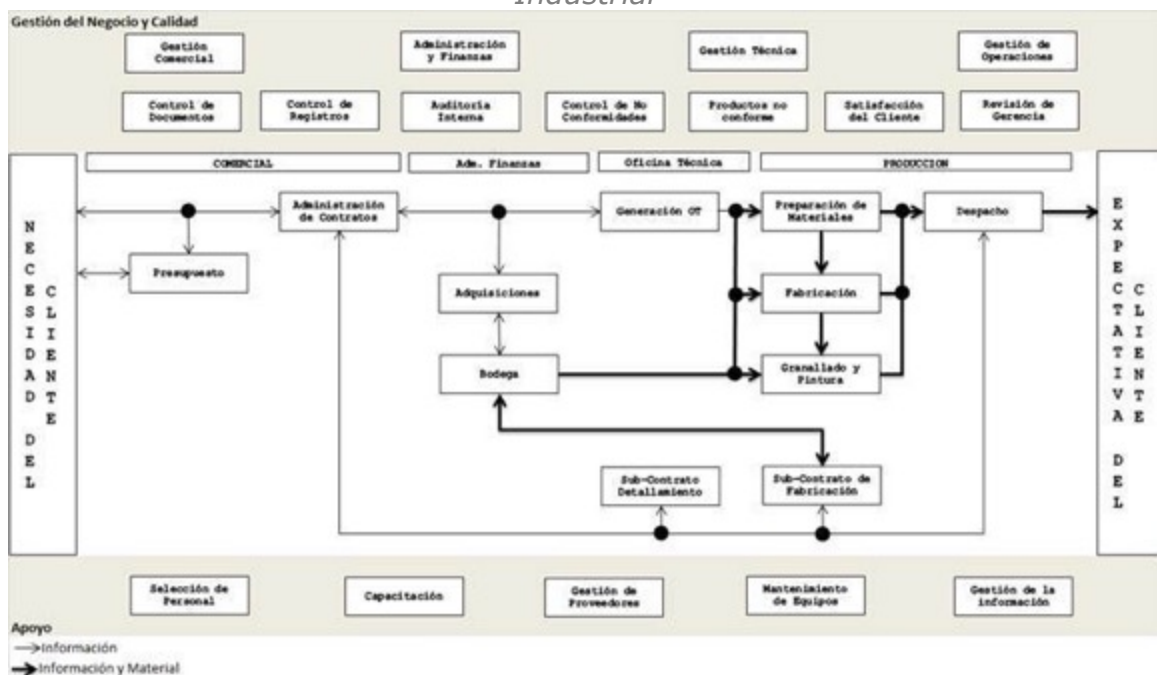 Industrial
Gestión del Negocio y Calidad
Gestión
Comercial
Administración
y Finanzas
Gestión Técnica
Gestión de
Operaciones
Control de
Documentos
Control de
Registros
Auditoría
Interna
Control de No
Conformidades
Productos no
conforme
Satisfacción
del Cliente
Revisión de
Gerencia
COMERCIAL
Adm. Finanzas
Oficina Técnica
PRODUCCION
NECESIDAD DEL
CLIENTE
Administración
de Contratos
Generación OT
Preparación de
Materiales
Despacho
Presupuesto
Adquisiciones
Fabricación
Bodega
Granallado y
Pintura
Sub-Contrato
Detallamiento
Sub-Contrato de
Fabricación
EXPECTATIVA DEL
CLIENTE
Selección de
Personal
Capacitación
Gestión de
Proveedores
Mantenimiento
de Equipos
Gestión de la
información
Apoyo
Información
Información y Material